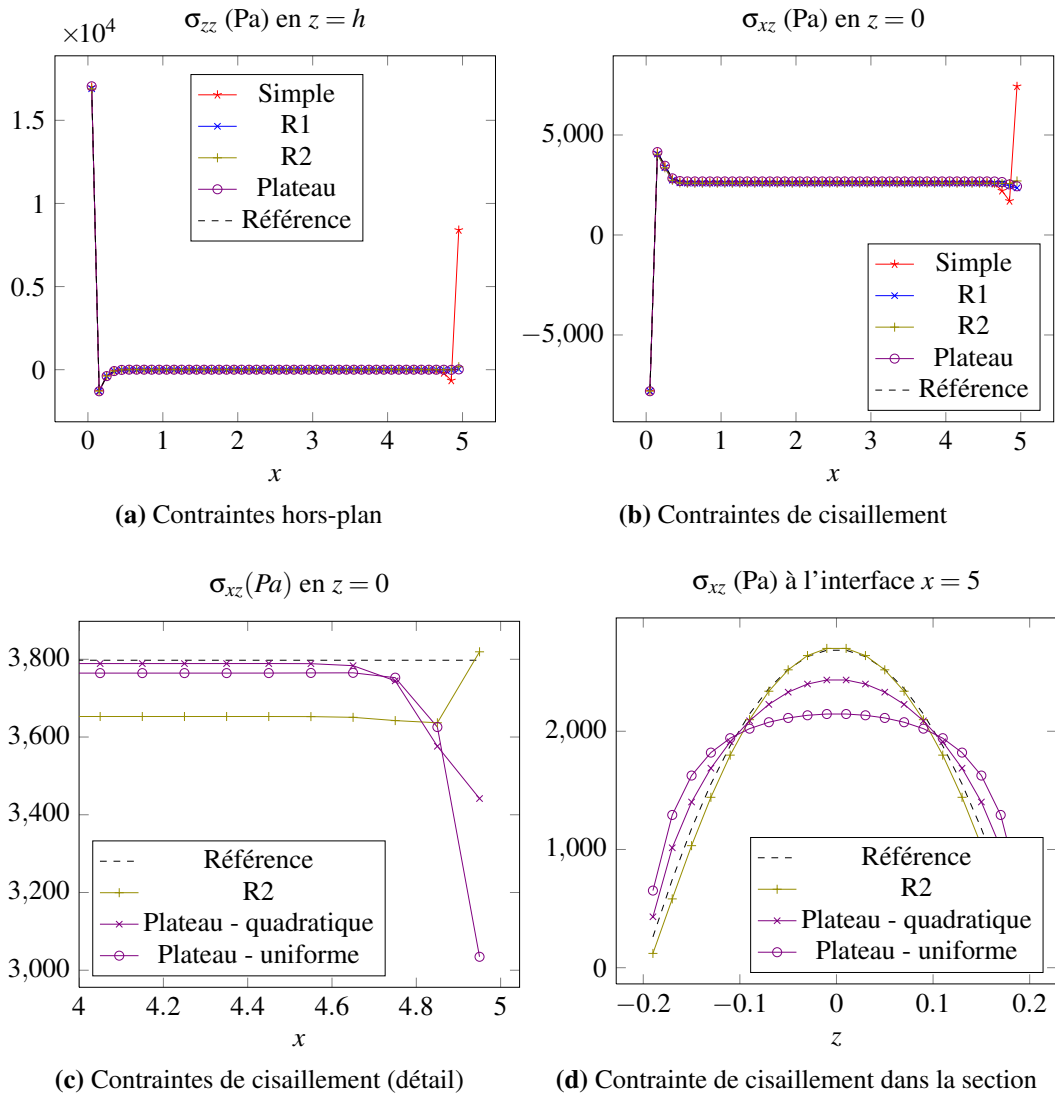 σzz (Pa) en z = h
×10^4
1.5
1
0.5
0
0 1 2 3 4 5
x
Simple
R1
R2
Plateau
Référence
(a) Contraintes hors-plan
σxz (Pa) en z = 0
5,000
0
−5,000
0 1 2 3 4 5
x
Simple
R1
R2
Plateau
Référence
(b) Contraintes de cisaillement
σxz(Pa) en z = 0
3,800
3,600
3,400
3,200
3,000
4 4.2 4.4 4.6 4.8 5
x
Référence
R2
Plateau - quadratique
Plateau - uniforme
(c) Contraintes de cisaillement (détail)
σxz (Pa) à l'interface x = 5
2,000
1,000
0
−0.2 −0.1 0 0.1 0.2
z
Référence
R2
Plateau - quadratique
Plateau - uniforme
(d) Contrainte de cisaillement dans la section